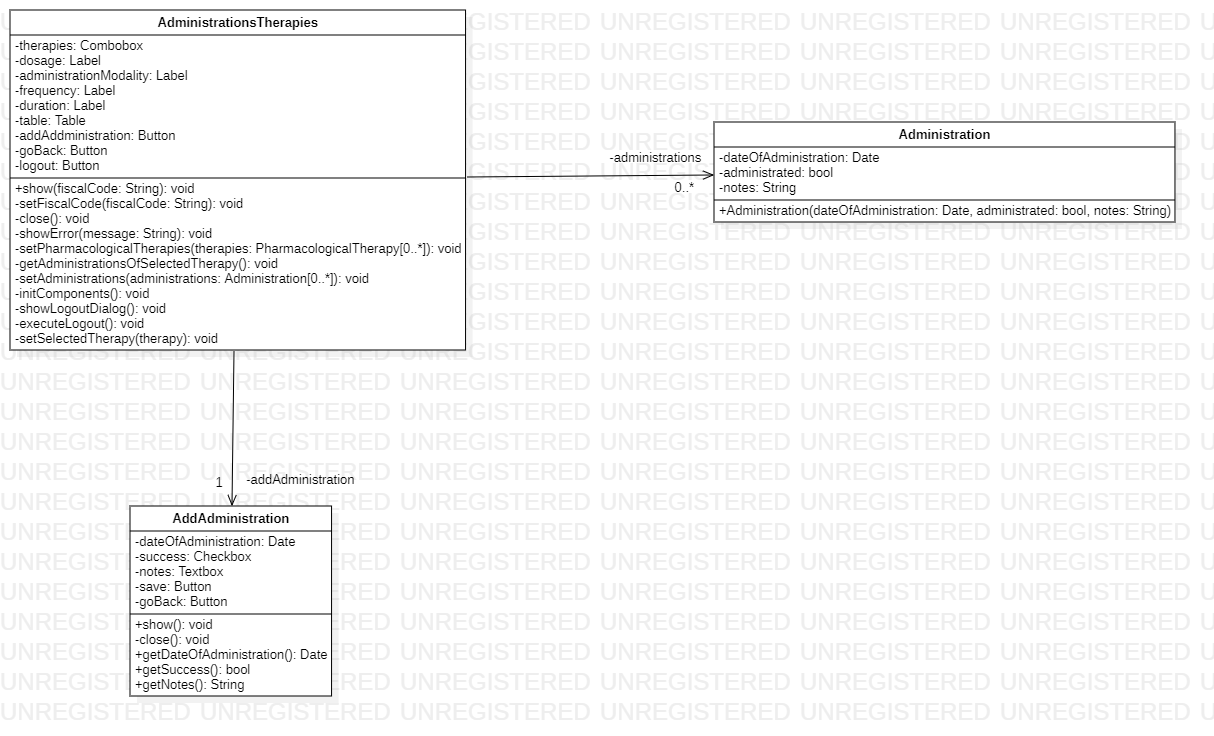 AdministrationsTherapies
-therapies: Combobox
-dosage: Label
-administrationModality: Label
-frequency: Label
-duration: Label
-table: Table
-addAddministration: Button
-goBack: Button
-logout: Button
+show(fiscalCode: String): void
-setFiscalCode(fiscalCode: String): void
-close(): void
-showError(message: String): void
-setPharmacologicalTherapies(therapies: PharmacologicalTherapy[0..*]): void
-getAdministrationsOfSelectedTherapy(): void
-setAdministrations(administrations: Administration[0..*]): void
-initComponents(): void
-showLogoutDialog(): void
-executeLogout(): void
-setSelectedTherapy(therapy): void
-administrations
0..*
Administration
-dateOfAdministration: Date
-administrated: bool
-notes: String
+Administration(dateOfAdministration: Date, administrated: bool, notes: String)
1
-addAdministration
AddAdministration
-dateOfAdministration: Date
-success: Checkbox
-notes: Textbox
-save: Button
-goBack: Button
+show(): void
-close(): void
+getDateOfAdministration(): Date
+getSuccess(): bool
+getNotes(): String
UNREGISTERED UNREGISTERED UNREGISTERED UNREGISTERED UNREGISTERED UNREGISTERED